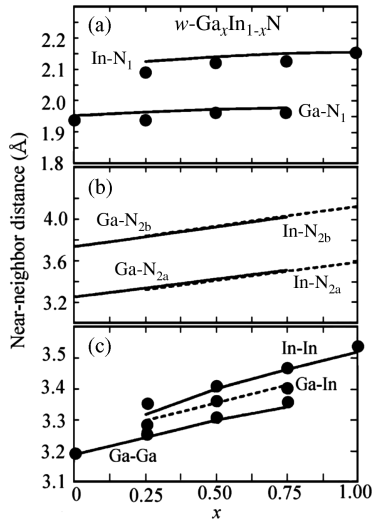 (a) w-GaₓIn₁₋ₓN
2.2
2.1
2.0
1.9
1.8
In–N₁
Ga–N₁
Near-neighbor distance (Å)
(b)
4.0
3.6
3.2
Ga–N₂b
In–N₂b
Ga–N₂a
In–N₂a
(c)
3.5
3.4
3.3
3.2
3.1
In–In
Ga–In
Ga–Ga
x 0.25 0.50 0.75 1.00
x